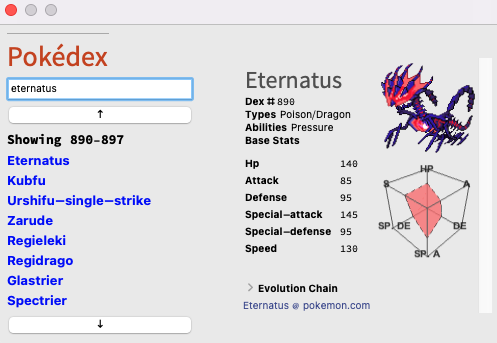 Pokédex
eternatus
↑
Showing 890-897
Eternatus
Kubfu
Urshifu-single-strike
Zarude
Regieleki
Regidrago
Glastrier
Spectrier
↓
Eternatus
Dex # 890
Types Poison/Dragon
Abilities Pressure
Base Stats
Hp 140
Attack 85
Defense 95
Special-attack 145
Special-defense 95
Speed 130
HP
S A
SP. DE DE
SP. A
Evolution Chain
Eternatus @ pokemon.com